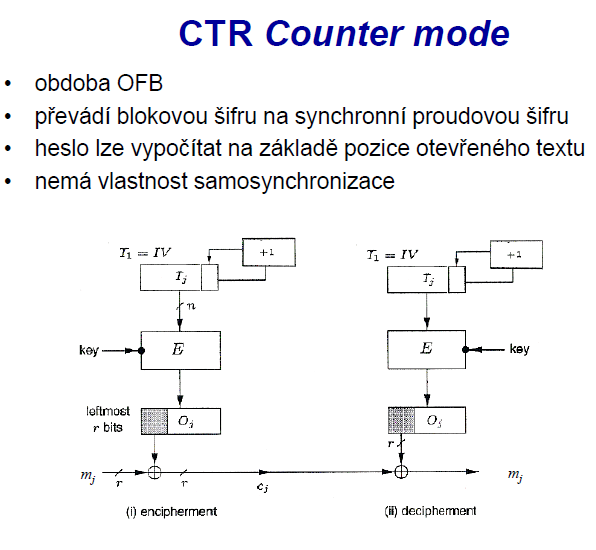 CTR Counter mode
• obdoba OFB
• převádí blokovou šifru na synchronní proudovou šifru
• heslo lze vypočítat na základě pozice otevřeného textu
• nemá vlastnost samosynchronizace
T1 = IV
+1
Ij
n
key
E
leftmost
r bits
Oj
mj
r
r
cj
(i) encipherment
T1 = IV
+1
Ij
E
key
Oj
r
mj
(ii) decipherment